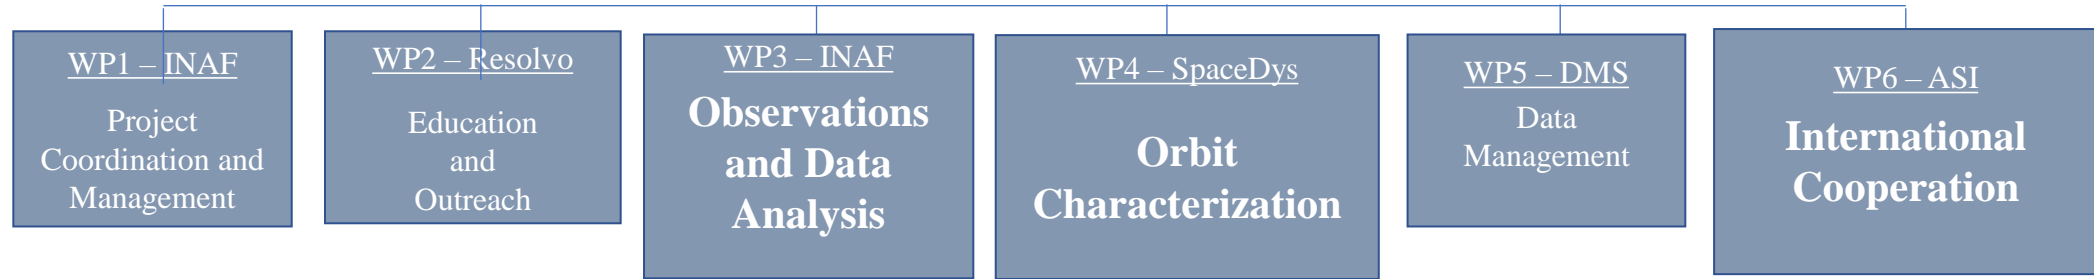 WP1 – INAF
Project
Coordination and
Management
WP2 – Resolvo
Education
and
Outreach
WP3 – INAF
Observations
and Data
Analysis
WP4 – SpaceDys
Orbit
Characterization
WP5 – DMS
Data
Management
WP6 – ASI
International
Cooperation